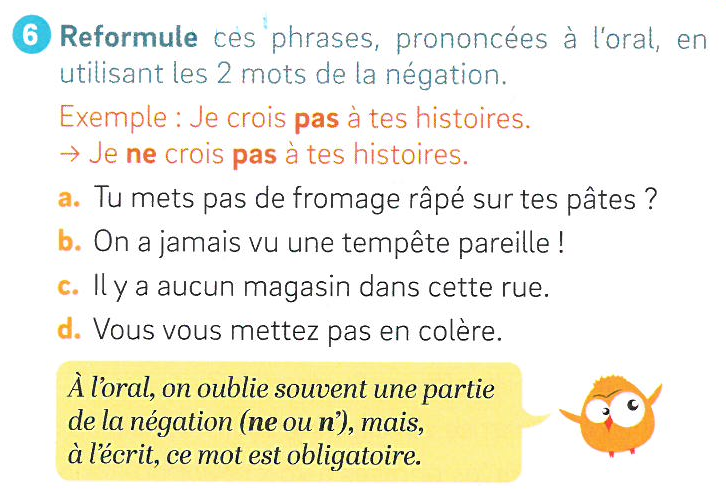 6 Reformule ces phrases, prononcées à l'oral, en
utilisant les 2 mots de la négation.
Exemple : Je crois pas à tes histoires.
→ Je ne crois pas à tes histoires.
a. Tu mets pas de fromage râpé sur tes pâtes ?
b. On a jamais vu une tempête pareille !
c. Il y a aucun magasin dans cette rue.
d. Vous vous mettez pas en colère.
À l'oral, on oublie souvent une partie
de la négation (ne ou n'), mais,
à l'écrit, ce mot est obligatoire.